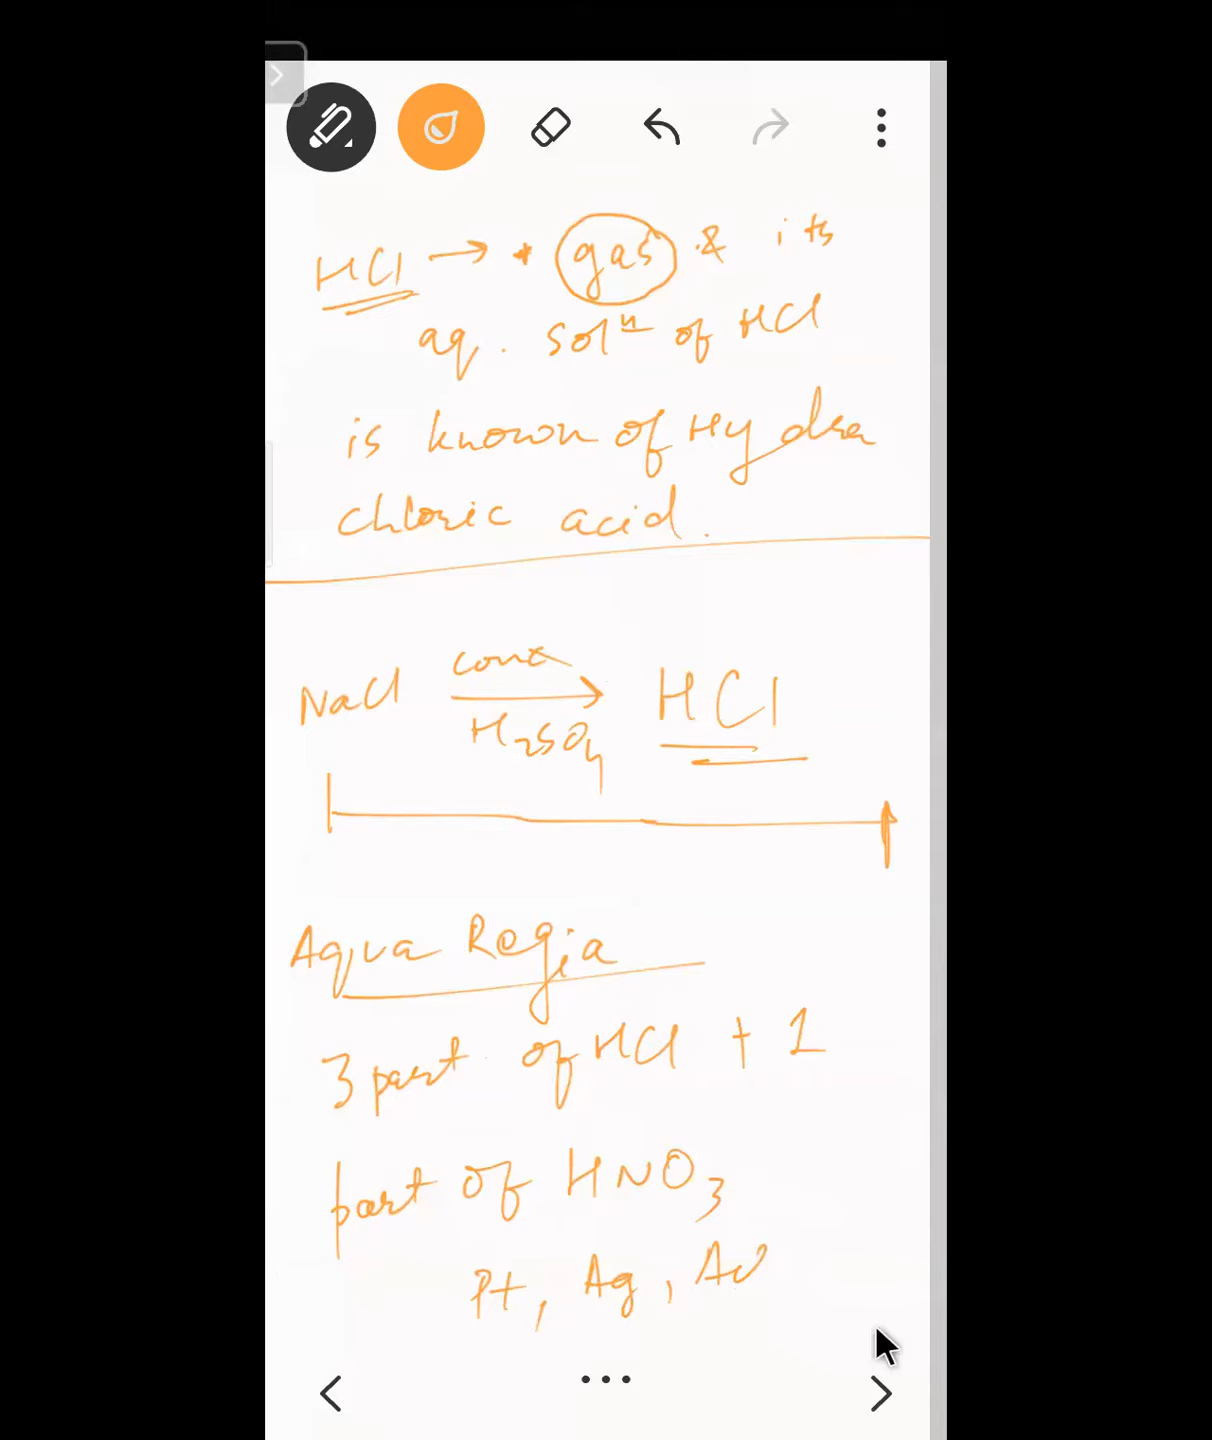 HCl → * gas & its
aq. solⁿ of HCl
is known of Hydra
chloric acid.
NaCl conc H₂SO₄ → HCl
Aqua Regia
3 part of HCl + 1
part of HNO₃
Pt, Ag, Au